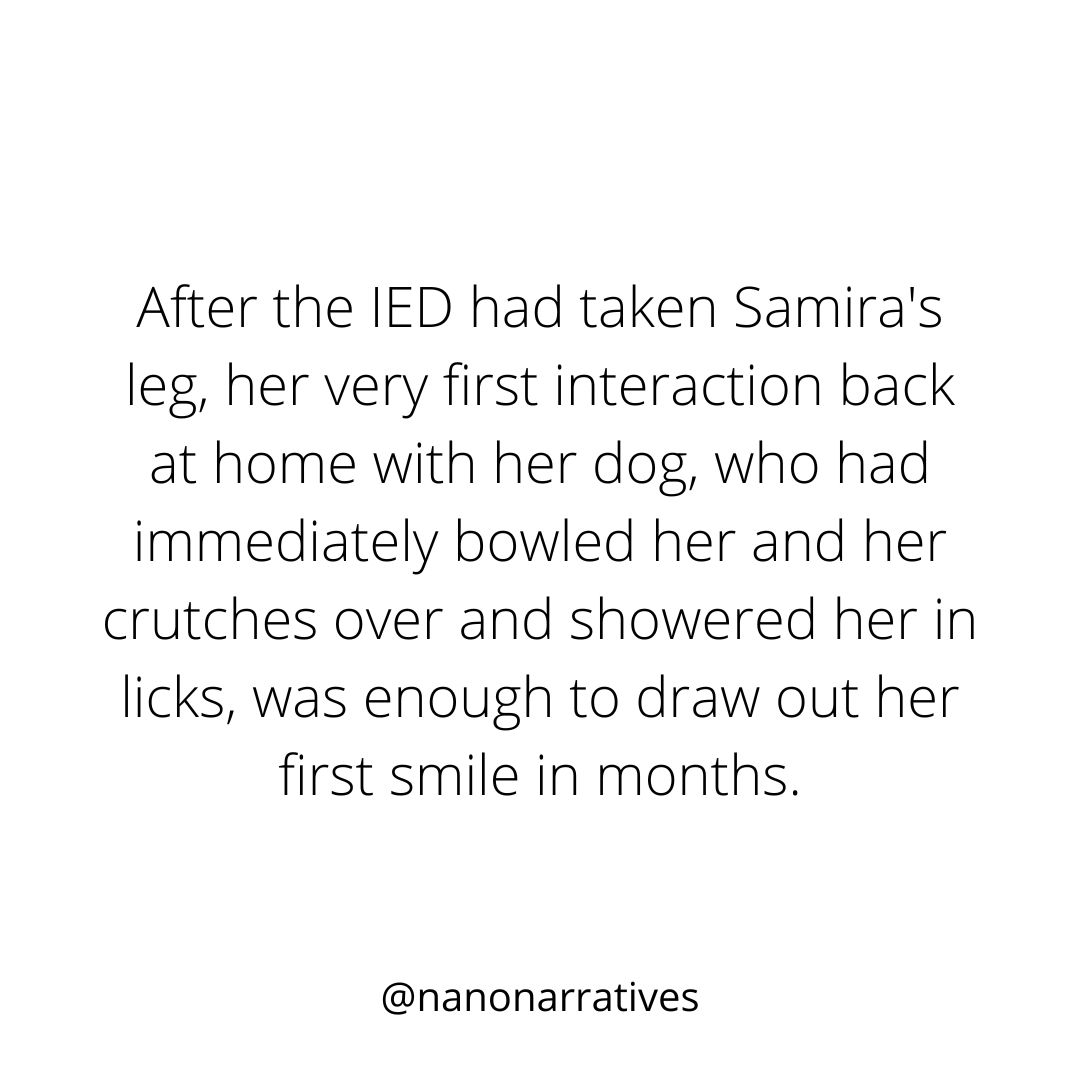 After the IED had taken Samira's
leg, her very first interaction back
at home with her dog, who had
immediately bowled her and her
crutches over and showered her in
licks, was enough to draw out her
first smile in months.
@nanonarratives